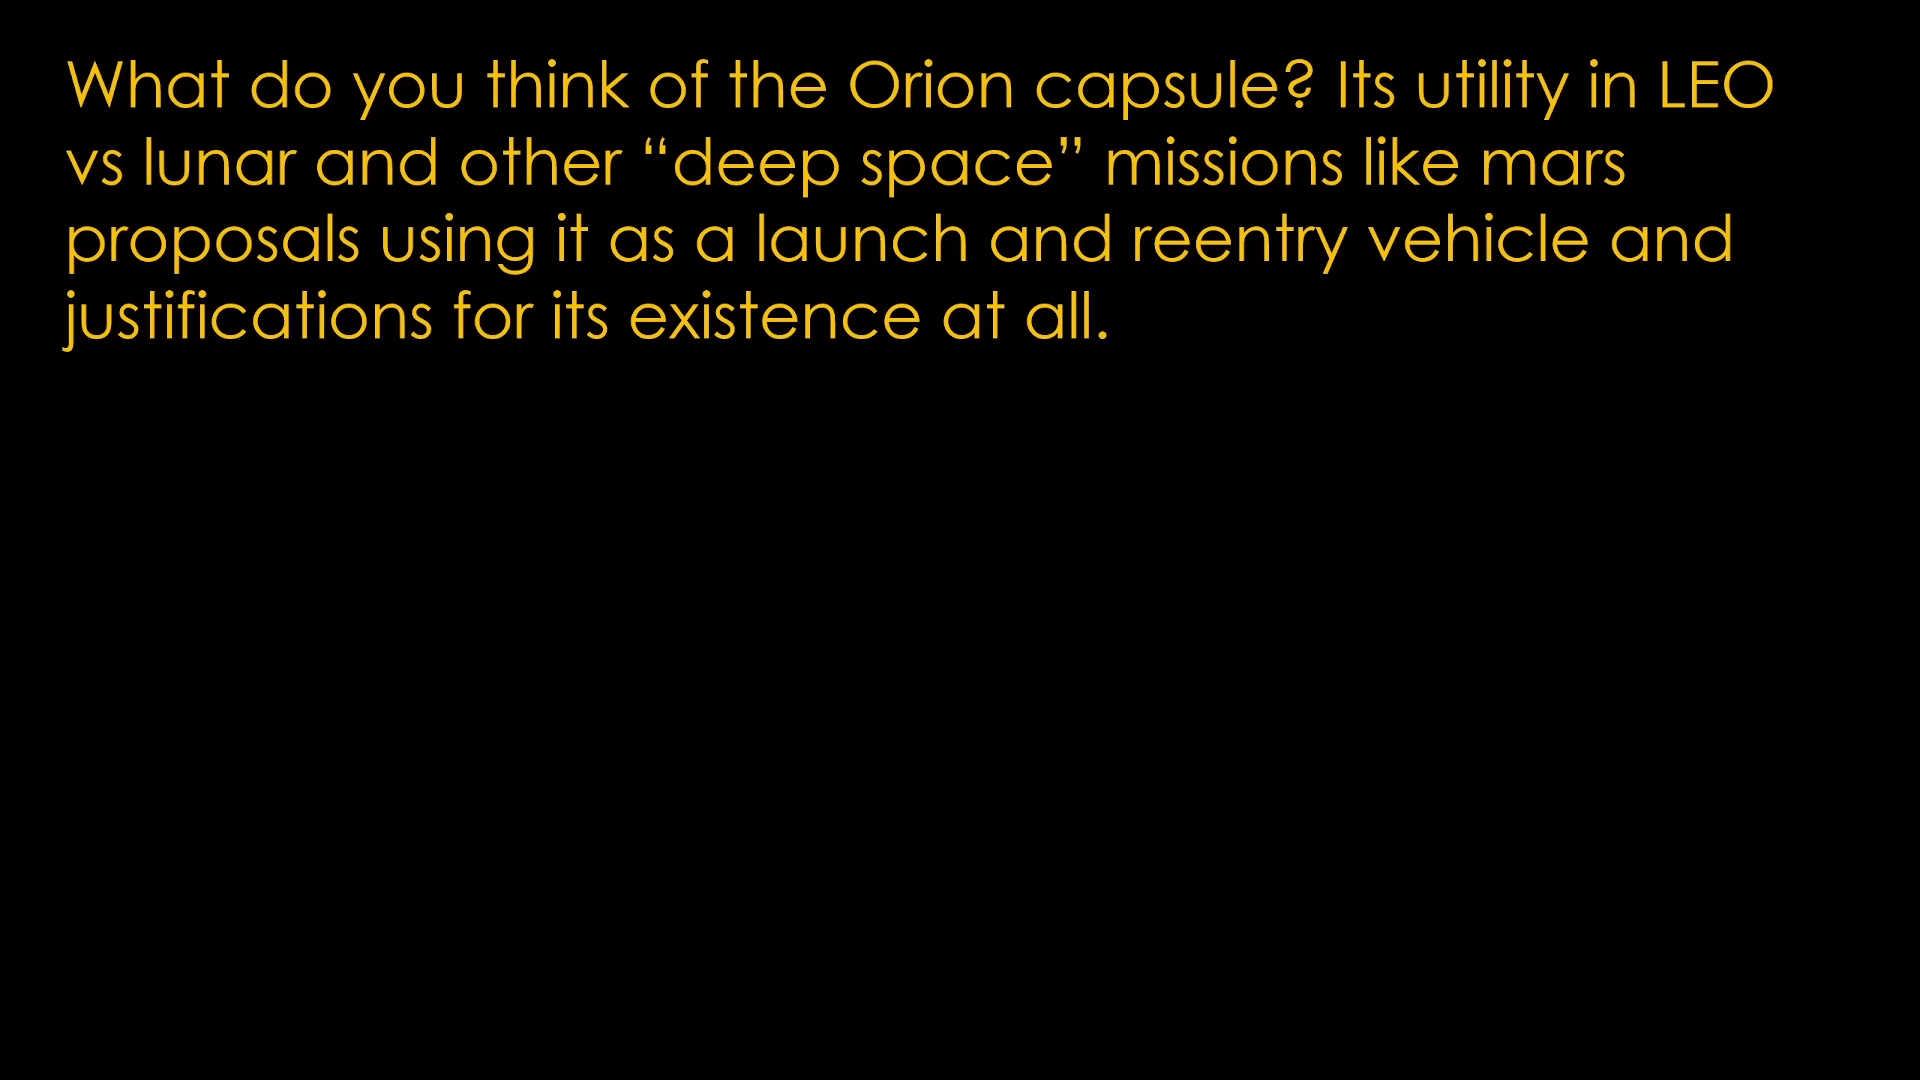 What do you think of the Orion capsule? Its utility in LEO
vs lunar and other “deep space” missions like mars
proposals using it as a launch and reentry vehicle and
justifications for its existence at all.